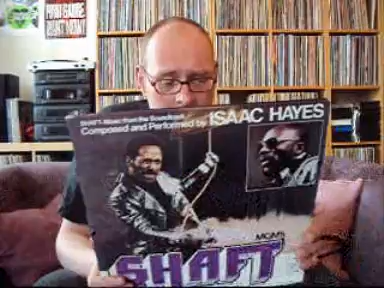 SHAFT: Music from the Soundtrack
Composed and Performed by ISAAC HAYES
MGM'S
SHAFT